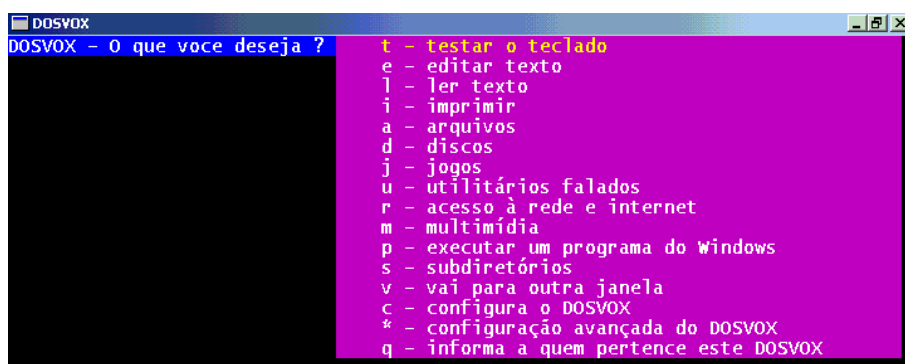 DOSVOX
DOSVOX - O que voce deseja ? t - testar o teclado
e - editar texto
l - ler texto
i - imprimir
a - arquivos
d - discos
j - jogos
u - utilitários falados
r - acesso à rede e internet
m - multimídia
p - executar um programa do Windows
s - subdiretórios
v - vai para outra janela
c - configura o DOSVOX
* - configuração avançada do DOSVOX
q - informa a quem pertence este DOSVOX